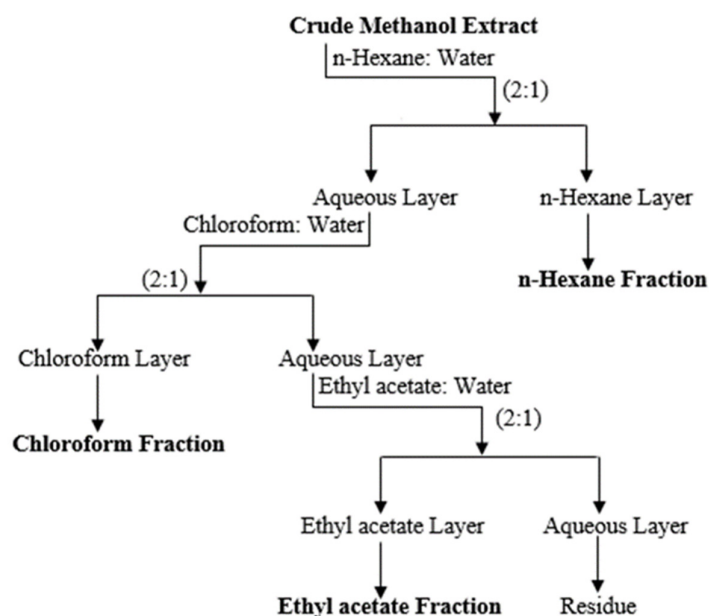 Crude Methanol Extract
n-Hexane: Water
(2:1)
Aqueous Layer
n-Hexane Layer
Chloroform: Water
n-Hexane Fraction
(2:1)
Chloroform Layer
Aqueous Layer
Ethyl acetate: Water
(2:1)
Chloroform Fraction
Ethyl acetate Layer
Aqueous Layer
Ethyl acetate Fraction
Residue